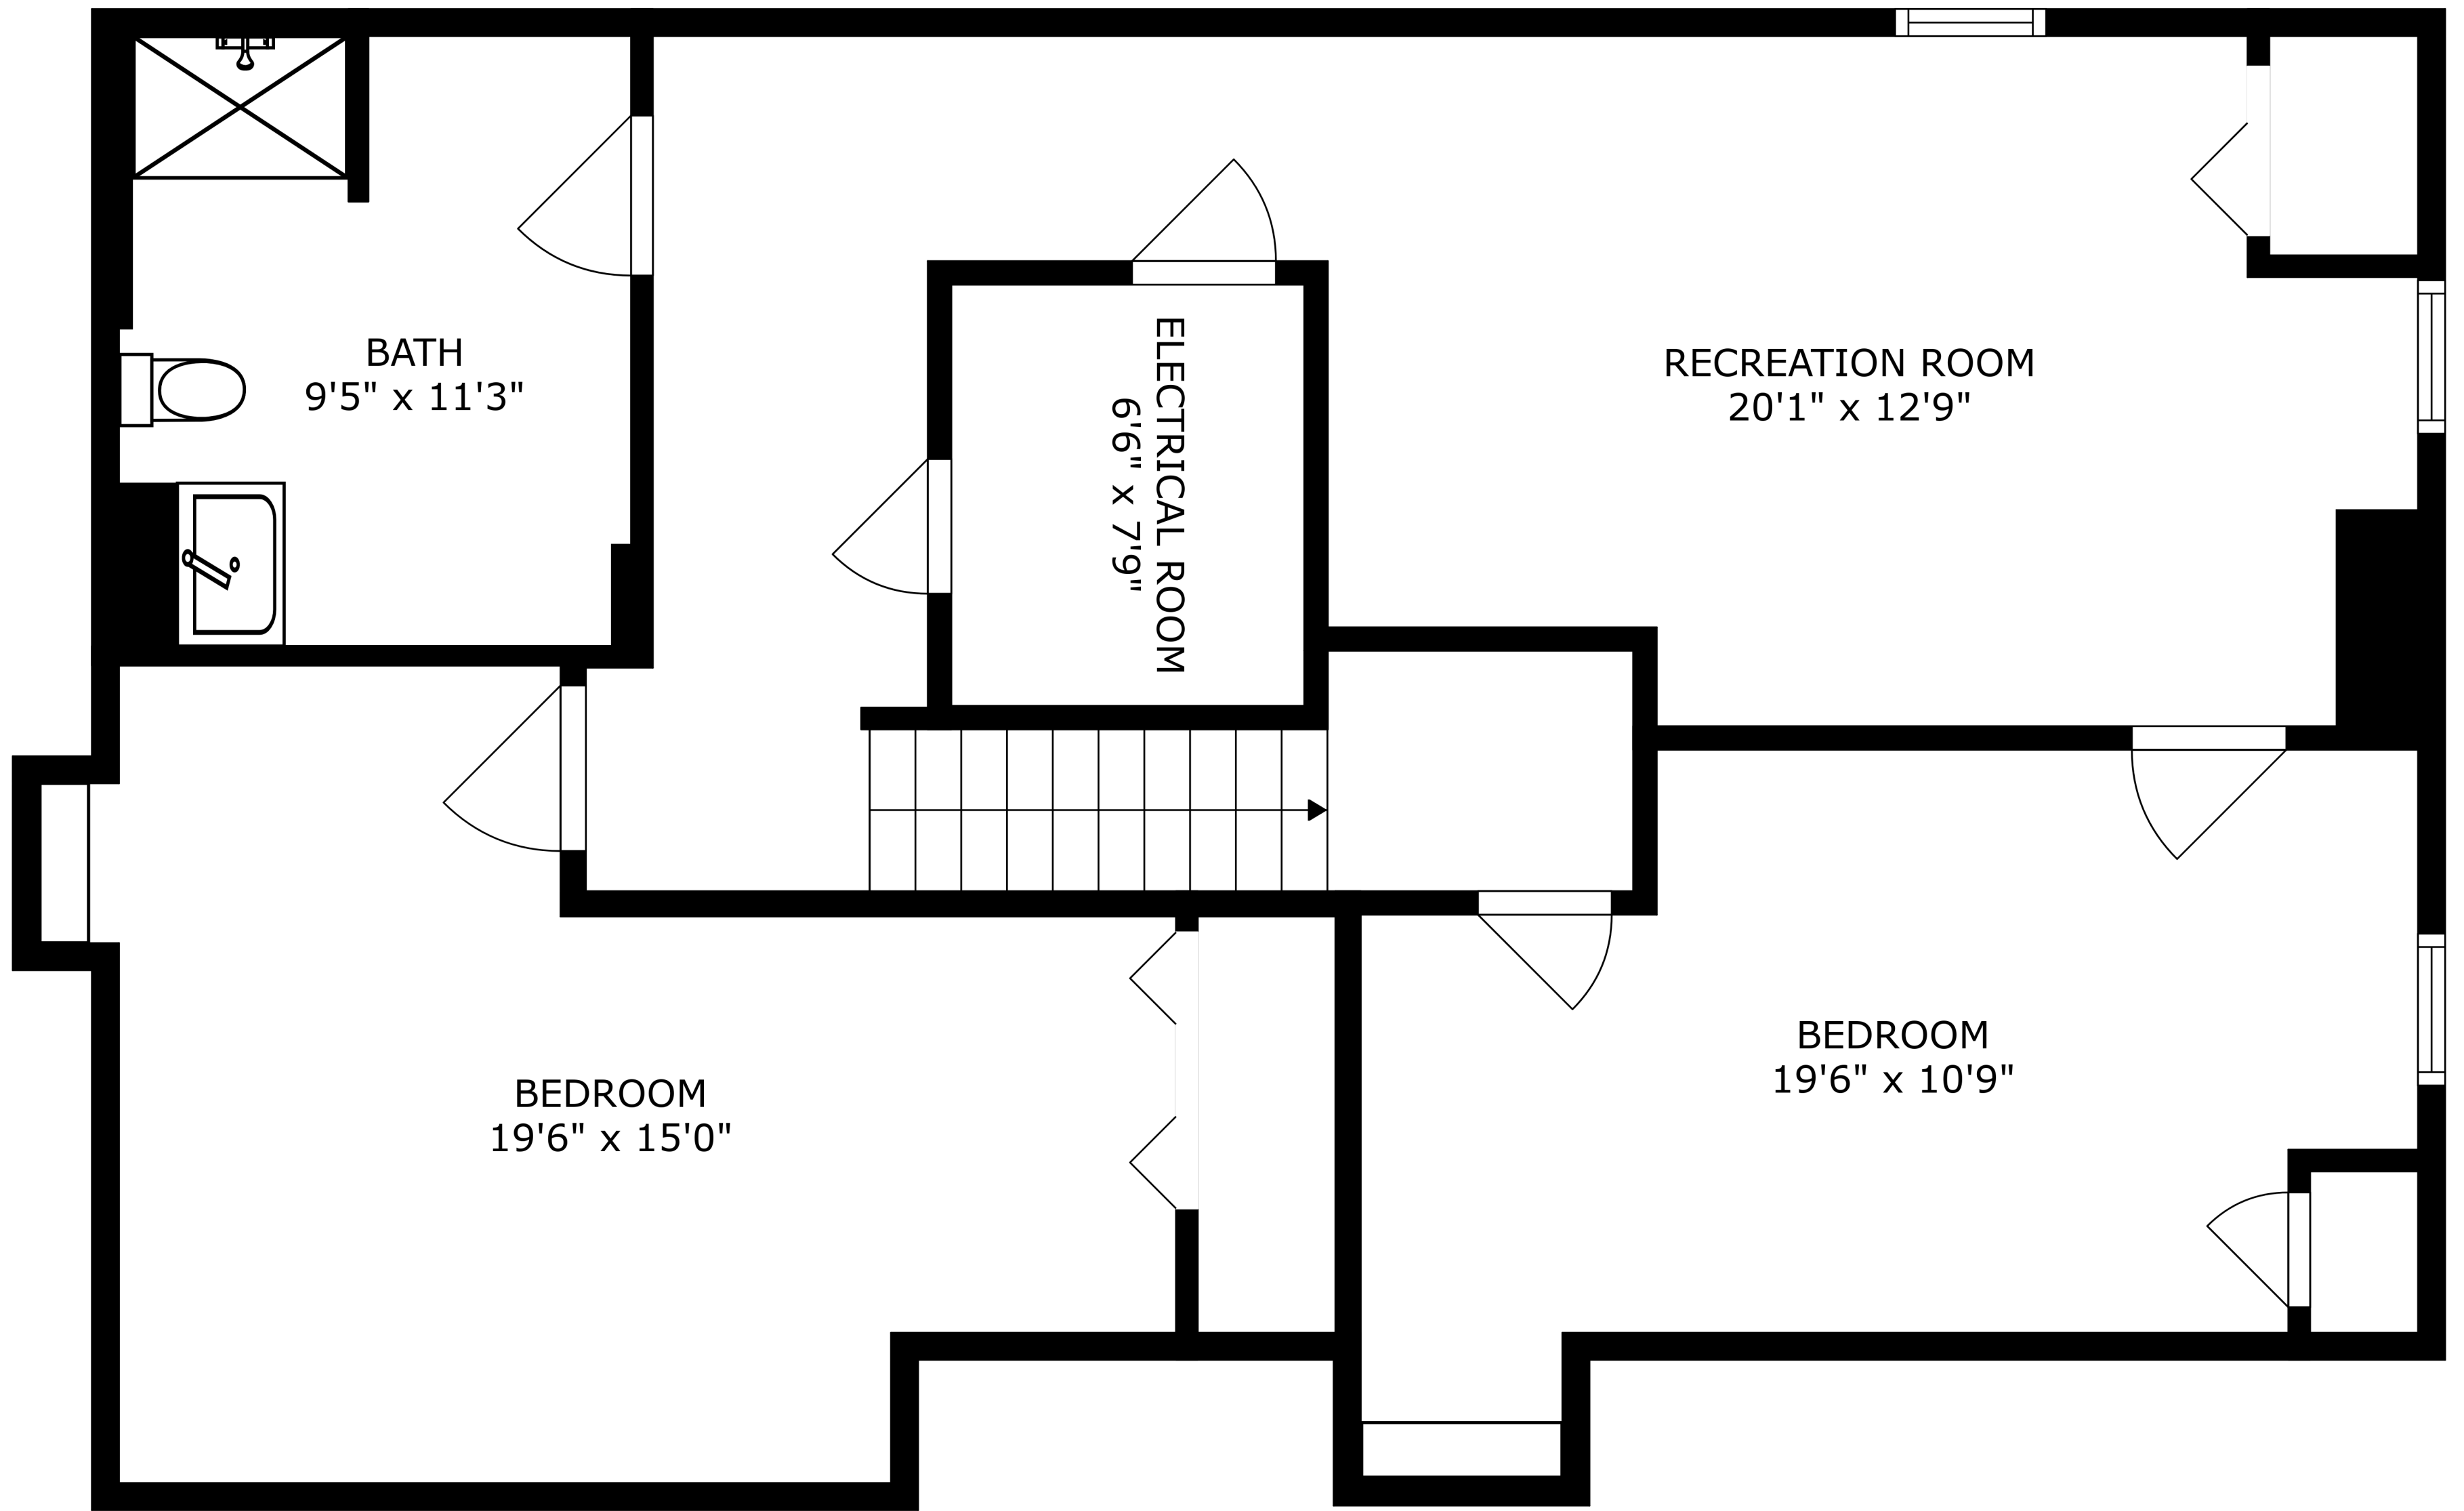 BATH
9'5" x 11'3"
ELECTRICAL ROOM
6'6" x 7'9"
RECREATION ROOM
20'1" x 12'9"
BEDROOM
19'6" x 15'0"
BEDROOM
19'6" x 10'9"